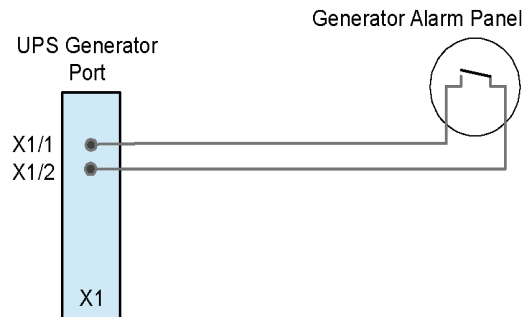 Generator Alarm Panel
UPS Generator
Port
X1/1
X1/2
X1